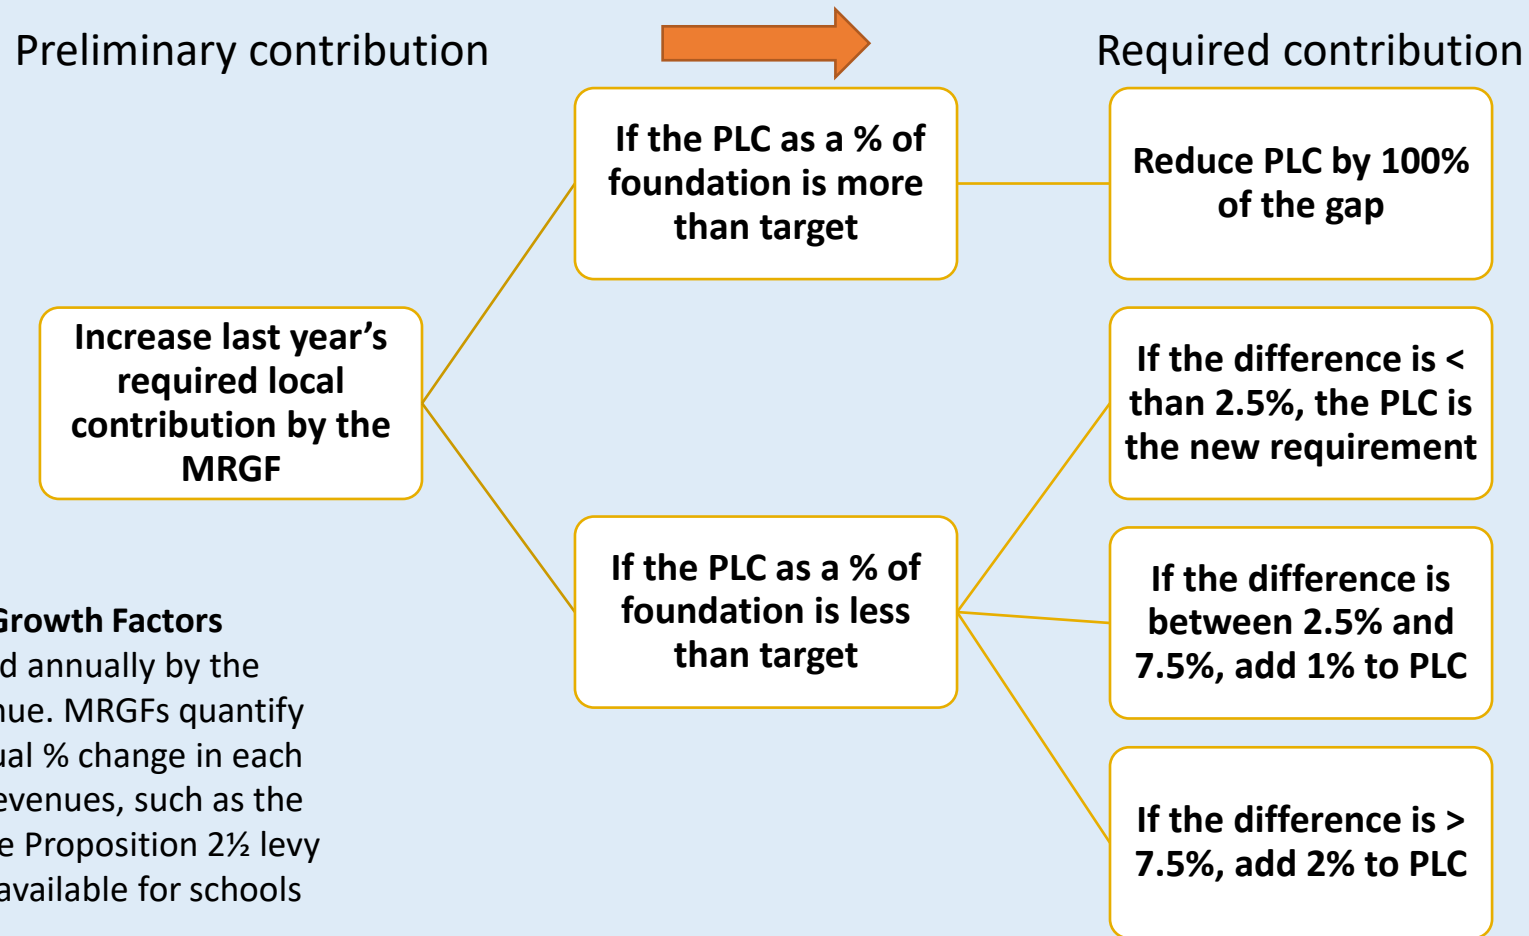 Preliminary contribution
Required contribution
If the PLC as a % of
foundation is more
than target
Reduce PLC by 100%
of the gap
Increase last year’s
required local
contribution by the
MRGF
If the difference is <
than 2.5%, the PLC is
the new requirement
If the PLC as a % of
foundation is less
than target
If the difference is
between 2.5% and
7.5%, add 1% to PLC
If the difference is >
7.5%, add 2% to PLC
Growth Factors
annually by the
MRGFs quantify
% change in each
such as the
Proposition 2½ levy
available for schools